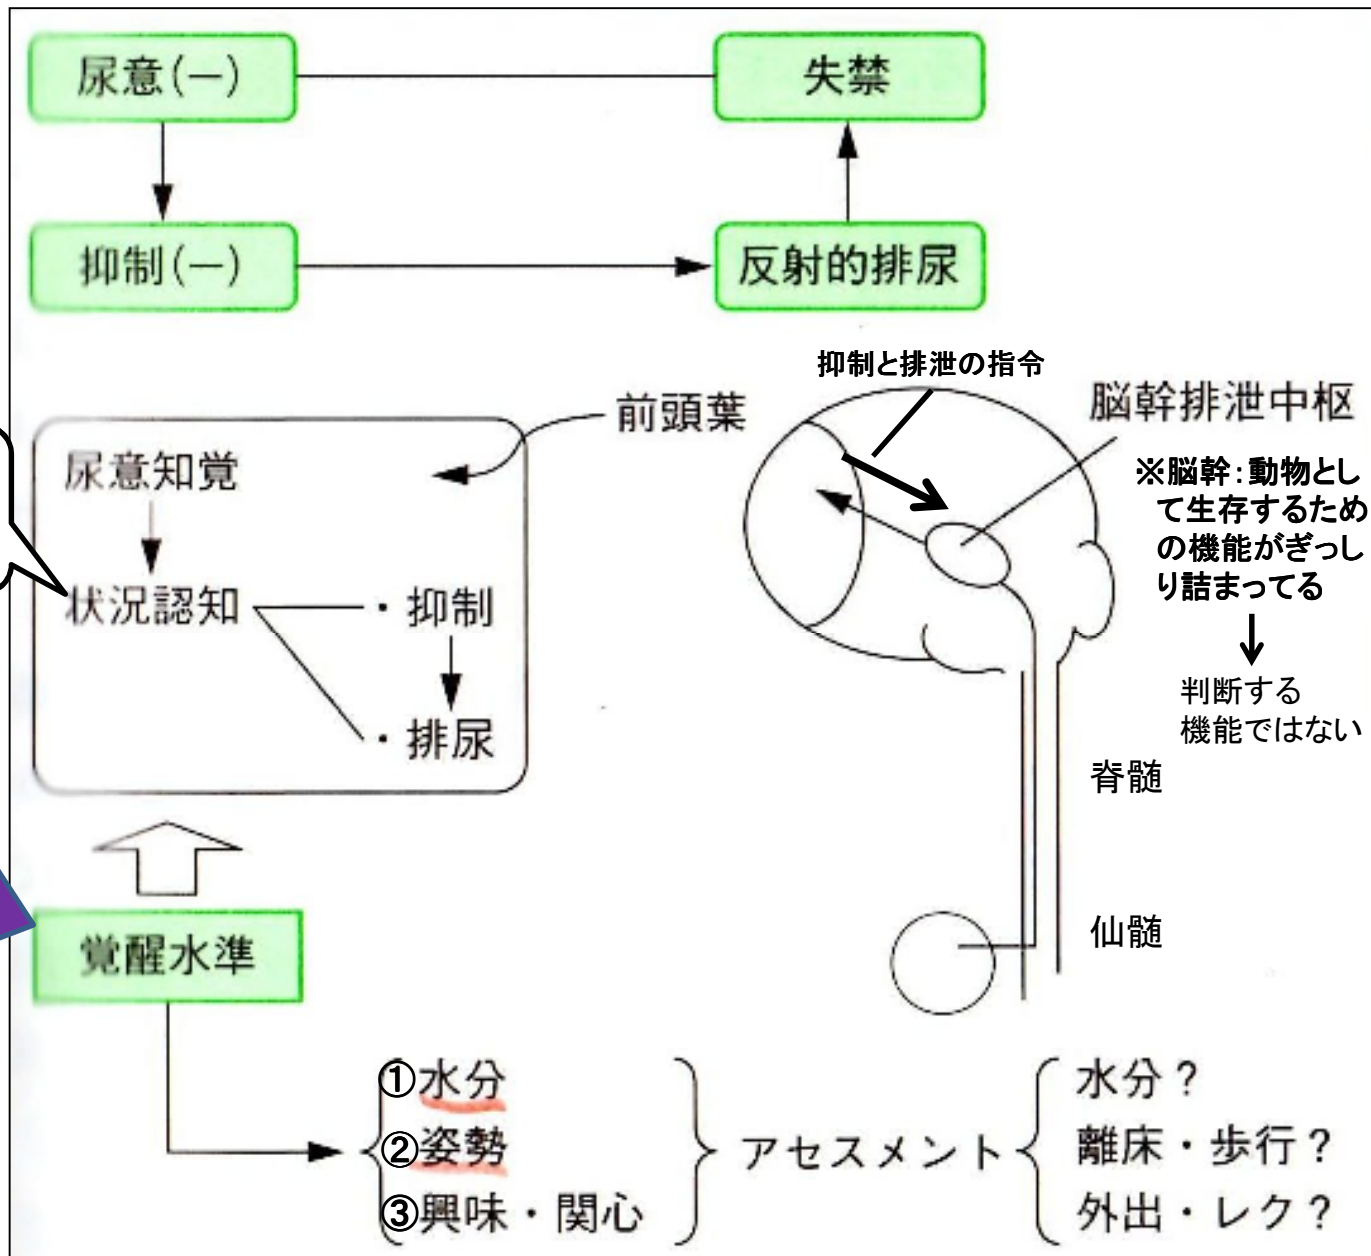 尿意(－)
失禁
抑制(－)
反射的排尿
抑制と排泄の指令
前頭葉
脳幹排泄中枢
尿意知覚
※脳幹：動物とし
て生存するため
の機能がぎっし
り詰まってる
状況認知
・抑制
・排尿
判断する
機能ではない
脊髄
仙髄
覚醒水準
①水分
②姿勢
③興味・関心
アセスメント
水分？
離床・歩行？
外出・レク？